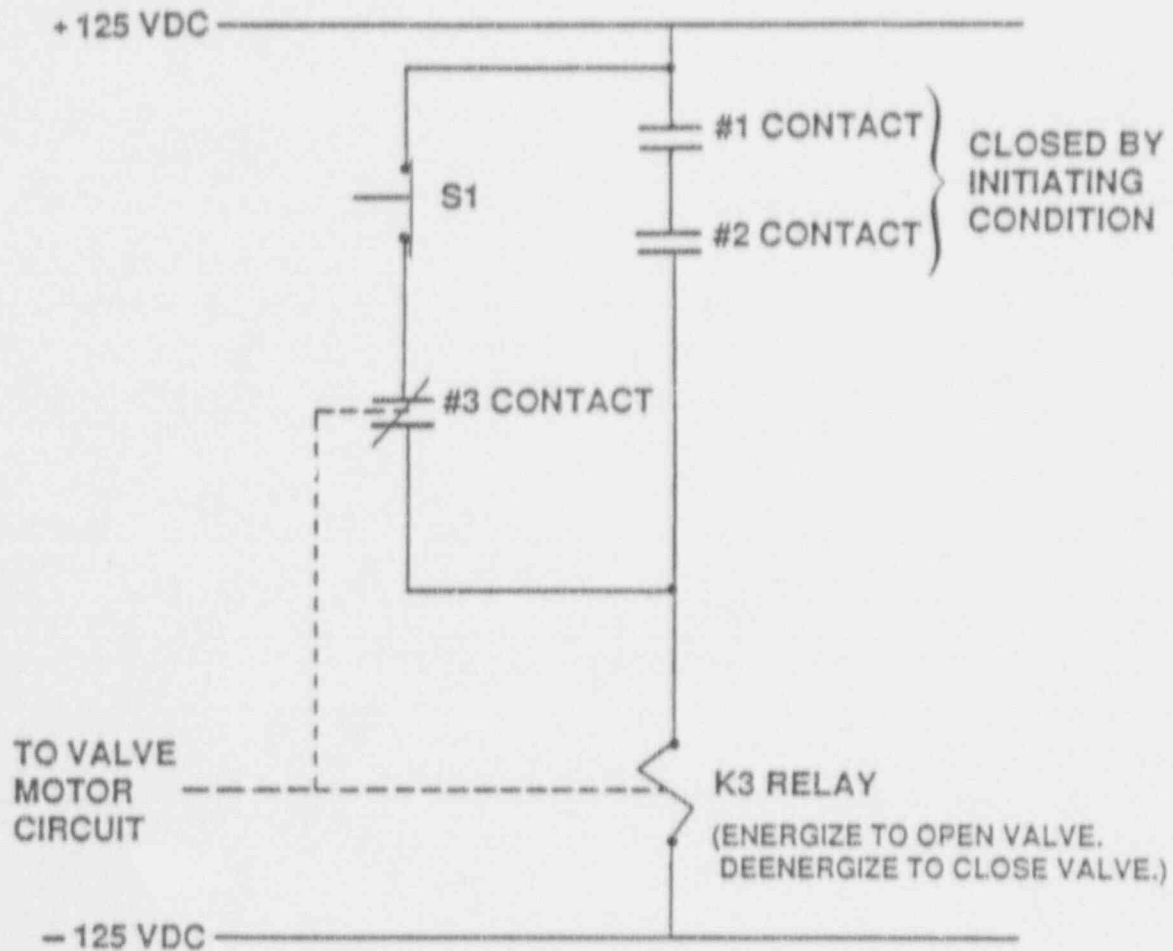 + 125 VDC
#1 CONTACT
CLOSED BY
INITIATING
CONDITION
S1
#2 CONTACT
#3 CONTACT
TO VALVE
MOTOR
CIRCUIT
K3 RELAY
(ENERGIZE TO OPEN VALVE.
DEENERGIZE TO CLOSE VALVE.)
− 125 VDC